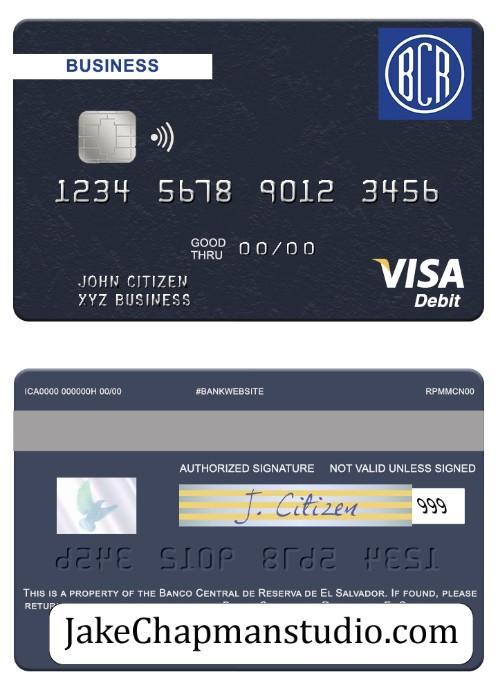 BUSINESS
BCR
1234 5678 9012 3456
GOOD THRU 00/00
JOHN CITIZEN
XYZ BUSINESS
VISA
Debit
ICA0000 000000H 00/00 #BANKWEBSITE RPMMCN00
AUTHORIZED SIGNATURE NOT VALID UNLESS SIGNED
J. Citizen 999
1234 5678 9012 3456
THIS IS A PROPERTY OF THE BANCO CENTRAL DE RESERVA DE EL SALVADOR. IF FOUND, PLEASE
JakeChapmanstudio.com